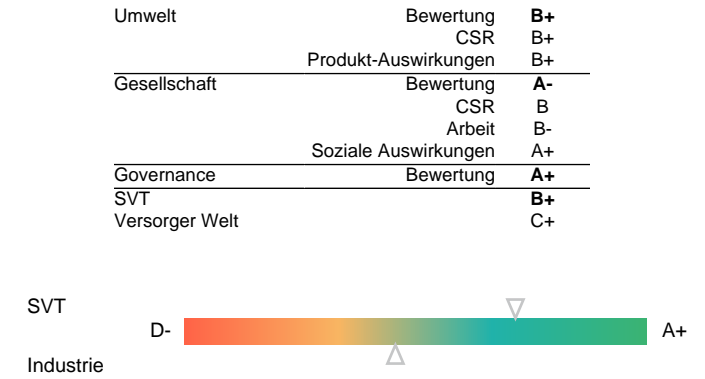 Umwelt Bewertung B+
CSR B+
Produkt-Auswirkungen B+
Gesellschaft Bewertung A-
CSR B
Arbeit B-
Soziale Auswirkungen A+
Governance Bewertung A+
SVT B+
Versorger Welt C+
SVT
D- A+
Industrie